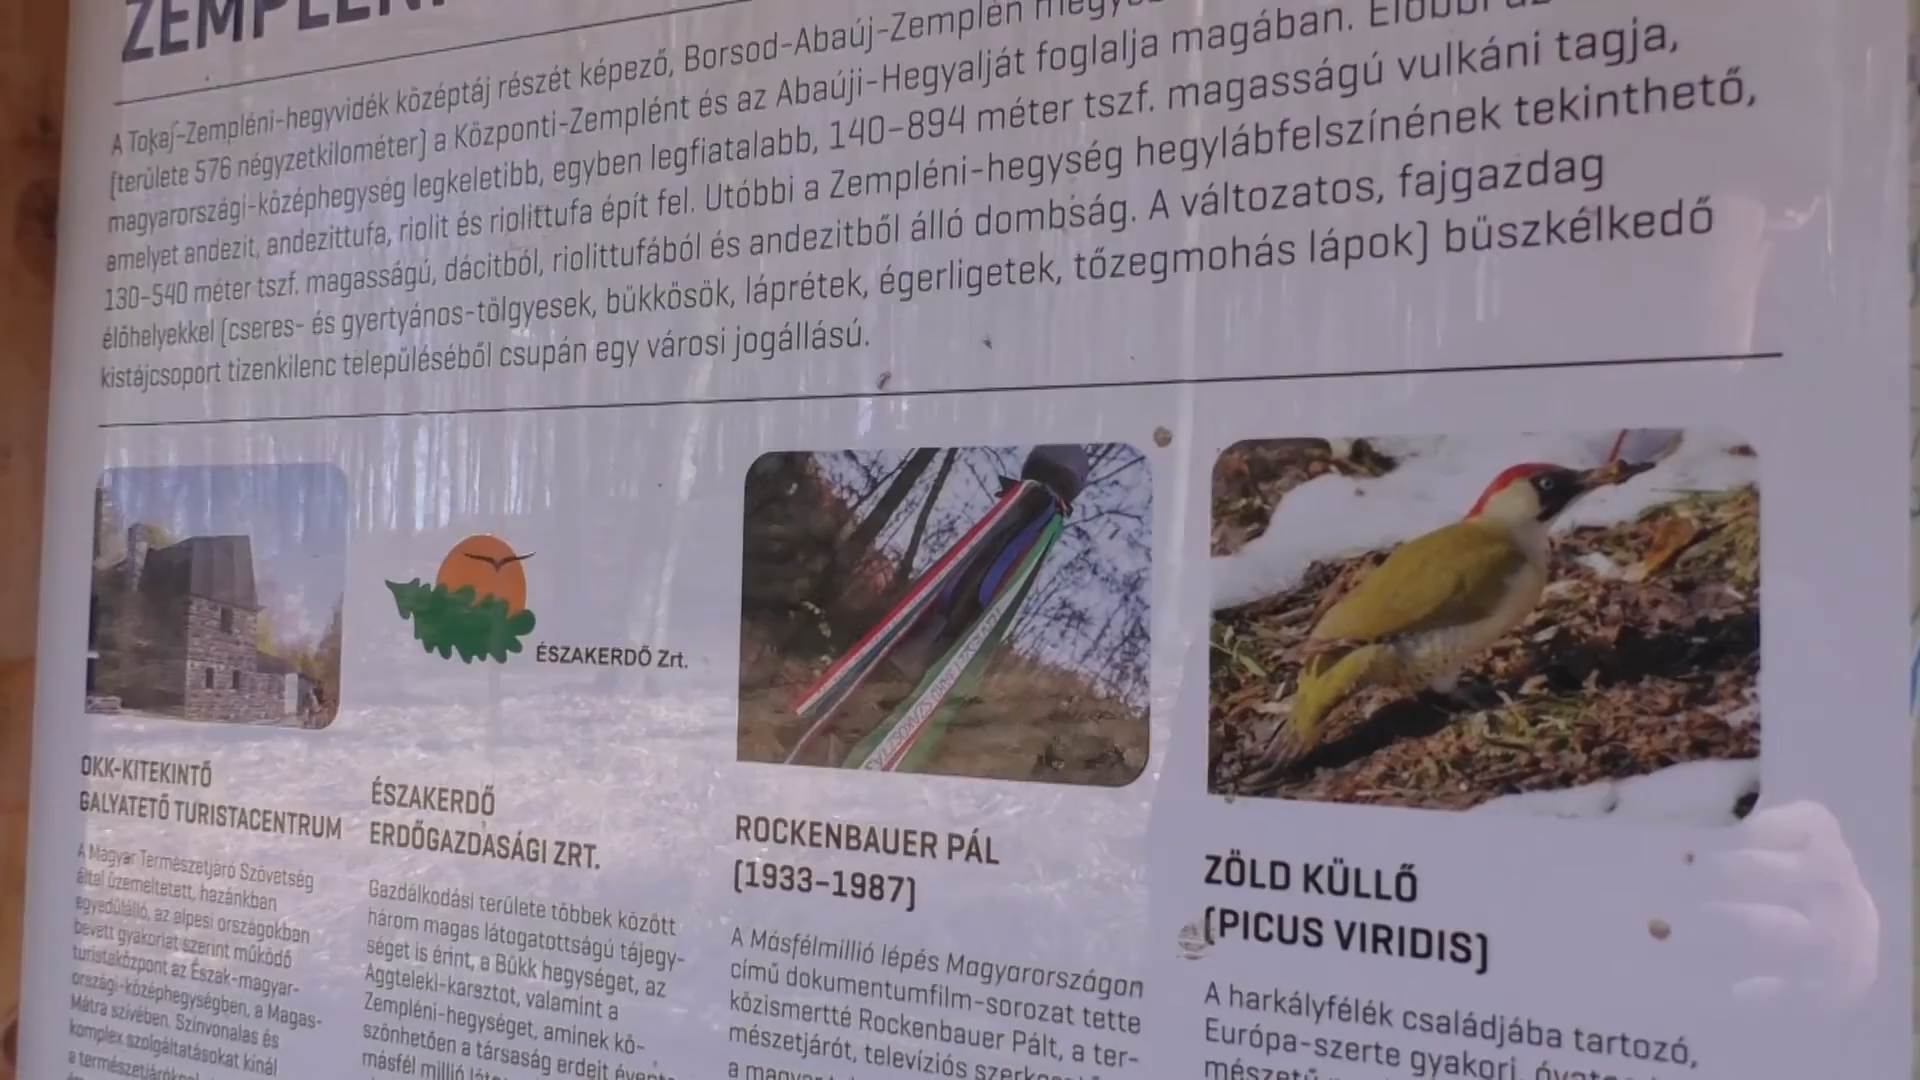 A Tokaj-Zempléni-hegyvidék középtáj részét képező, Borsod-Abaúj-Zemplén
(területe 576 négyzetkilométer) a Központi-Zemplént és az Abaúji-Hegyalját foglalja magában. Előbbi
magyarországi-középhegység legkeletibb, egyben legfiatalabb, 140–894 méter tszf. magasságú vulkáni tagja,
amelyet andezit, andezittufa, riolit és riolittufa épít fel. Utóbbi a Zempléni-hegység hegylábfelszínének tekinthető,
130–540 méter tszf. magasságú, dácitból, riolittufából és andezitből álló dombság. A változatos, fajgazdag
élőhelyekkel (cseres- és gyertyános-tölgyesek, bükkösök, láprétek, égerligetek, tőzegmohás lápok) büszkélkedő
kistájcsoport tizenkilenc településéből csupán egy városi jogállású.
ÉSZAKERDŐ Zrt.
OKK-KITEKINTŐ
GALYATETŐ TURISTACENTRUM
A Magyar Természetjáró Szövetség
által üzemeltetett, hazánkban
egyedülálló, az alpesi országokban
bevett gyakorlat szerint működő
turistaközpont az Észak-magyar-
országi-középhegységben, a Magas-
Mátra szívében. Színvonalas és
komplex szolgáltatásokat kínál
ÉSZAKERDŐ
ERDŐGAZDASÁGI ZRT.
Gazdálkodási területe többek között
három magas látogatottságú tájegy-
séget is érint, a Bükk hegységet, az
Aggteleki-karsztot, valamint a
Zempléni-hegységet, aminek kö-
szönhetően a társaság erdeit évente
másfél millió
ROCKENBAUER PÁL
(1933–1987)
A Másfélmillió lépés Magyarországon
című dokumentumfilm-sorozat tette
közismertté Rockenbauer Pált, a ter-
mészetjárót, televíziós
ZÖLD KÜLLŐ
(PICUS VIRIDIS)
A harkályfélék családjába tartozó,
Európa-szerte gyakori,